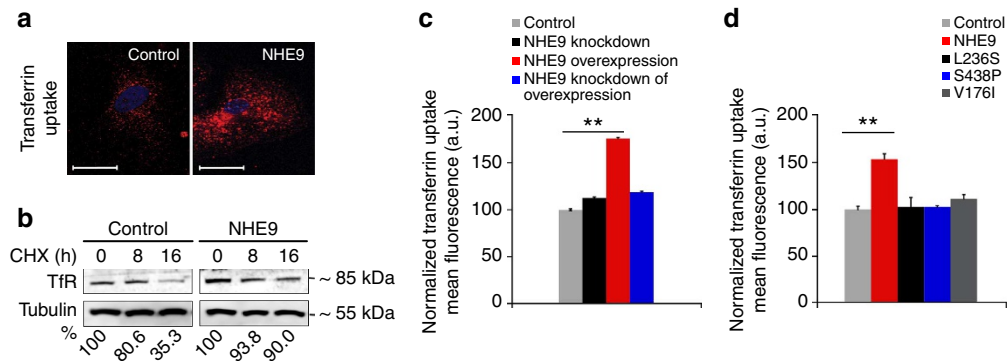 a
Control
NHE9
Transferrin
uptake
b
Control
NHE9
CHX (h)
0
8
16
0
8
16
TfR
~ 85 kDa
Tubulin
~ 55 kDa
%
100
80.6
35.3
100
93.8
90.0
c
Control
NHE9 knockdown
NHE9 overexpression
NHE9 knockdown of
overexpression
Normalized transferrin uptake
mean fluorescence (a.u.)
200
150
100
50
0
**
d
Control
NHE9
L236S
S438P
V176I
Normalized transferrin uptake
mean fluorescence (a.u.)
200
150
100
50
0
**